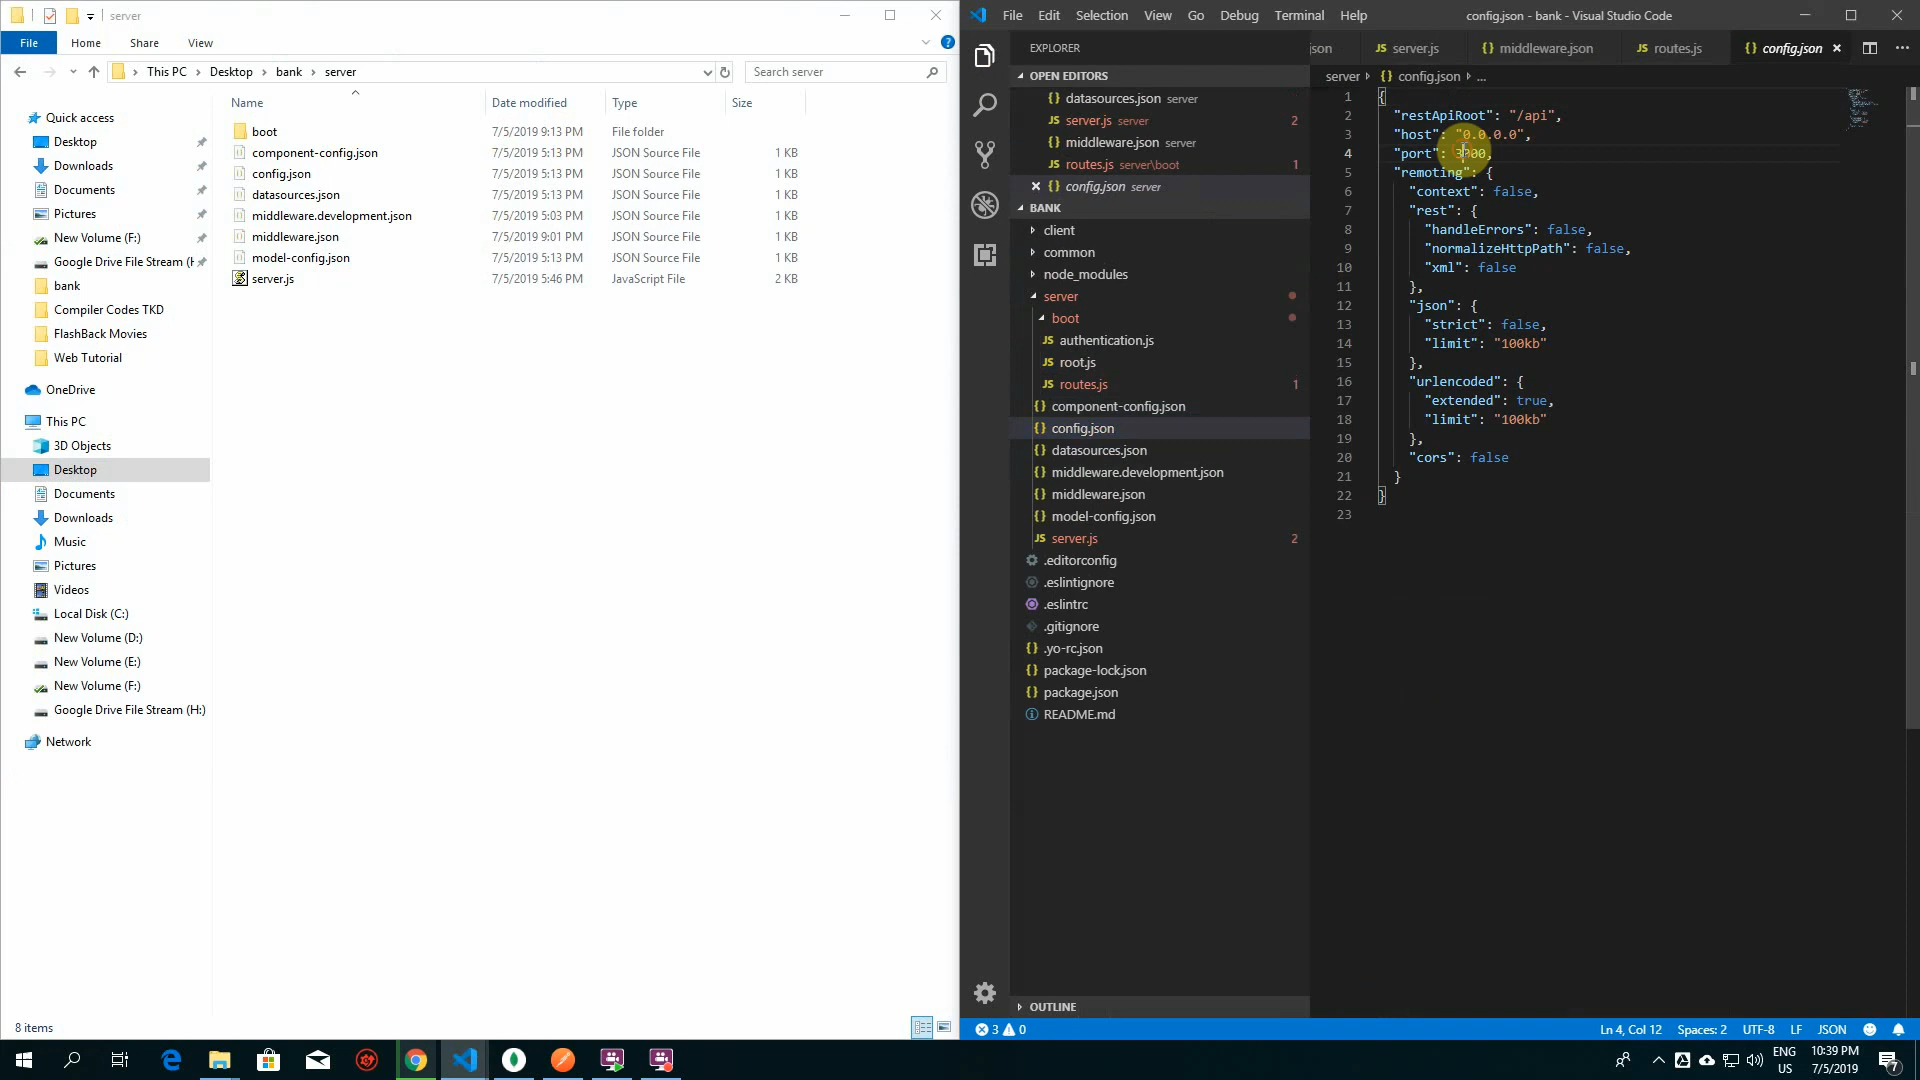 server
File
Home
Share
View
This PC
Desktop
bank
server
Search server
Name
Date modified
Type
Size
Quick access
Desktop
Downloads
Documents
Pictures
New Volume (F:)
Google Drive File Stream (H
bank
Compiler Codes TKD
FlashBack Movies
Web Tutorial
OneDrive
This PC
3D Objects
Desktop
Documents
Downloads
Music
Pictures
Videos
Local Disk (C:)
New Volume (D:)
New Volume (E:)
New Volume (F:)
Google Drive File Stream (H:)
Network
boot 7/5/2019 9:13 PM File folder
component-config.json 7/5/2019 5:13 PM JSON Source File 1 KB
config.json 7/5/2019 5:13 PM JSON Source File 1 KB
datasources.json 7/5/2019 5:13 PM JSON Source File 1 KB
middleware.development.json 7/5/2019 5:03 PM JSON Source File 1 KB
middleware.json 7/5/2019 9:01 PM JSON Source File 1 KB
model-config.json 7/5/2019 5:13 PM JSON Source File 1 KB
server.js 7/5/2019 5:46 PM JavaScript File 2 KB
8 items
File Edit Selection View Go Debug Terminal Help
config.json - bank - Visual Studio Code
EXPLORER
OPEN EDITORS
datasources.json server
server.js server 2
middleware.json server
routes.js server\boot 1
config.json server
BANK
client
common
node_modules
server
boot
authentication.js
root.js
routes.js 1
component-config.json
config.json
datasources.json
middleware.development.json
middleware.json
model-config.json
server.js 2
.editorconfig
.eslintignore
.eslintrc
.gitignore
.yo-rc.json
package-lock.json
package.json
README.md
OUTLINE
json
JS server.js
{} middleware.json
JS routes.js
{} config.json
server {} config.json ...
1 {
2 "restApiRoot": "/api",
3 "host": "0.0.0.0",
4 "port": 3000,
5 "remoting": {
6 "context": false,
7 "rest": {
8 "handleErrors": false,
9 "normalizeHttpPath": false,
10 "xml": false
11 },
12 "json": {
13 "strict": false,
14 "limit": "100kb"
15 },
16 "urlencoded": {
17 "extended": true,
18 "limit": "100kb"
19 },
20 "cors": false
21 }
22 }
23
3 0
Ln 4, Col 12 Spaces: 2 UTF-8 LF JSON
ENG
US
10:39 PM
7/5/2019
7